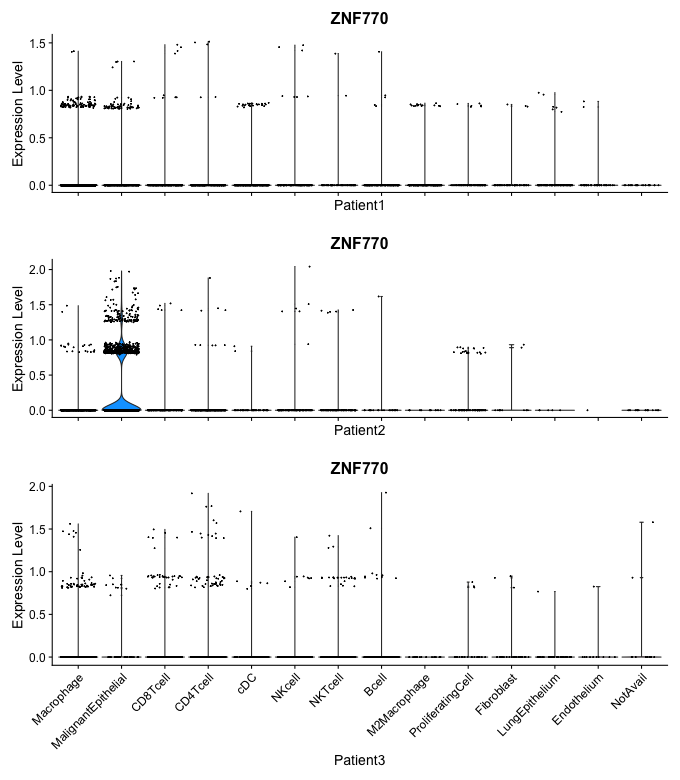 ZNF770
Expression Level
1.5
1.0
0.5
0.0
Patient1
ZNF770
Expression Level
2.0
1.5
1.0
0.5
0.0
Patient2
ZNF770
Expression Level
2.0
1.5
1.0
0.5
0.0
Macrophage
MalignantEpithelial
CD8Tcell
CD4Tcell
cDC
NKcell
NKTcell
Bcell
M2Macrophage
ProliferatingCell
Fibroblast
LungEpithelium
Endothelium
NotAvail
Patient3